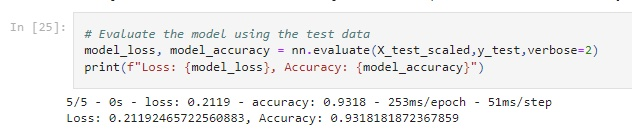 In [25]:
# Evaluate the model using the test data
model_loss, model_accuracy = nn.evaluate(X_test_scaled,y_test,verbose=2)
print(f"Loss: {model_loss}, Accuracy: {model_accuracy}")
5/5 - 0s - loss: 0.2119 - accuracy: 0.9318 - 253ms/epoch - 51ms/step
Loss: 0.21192465722560883, Accuracy: 0.9318181872367859